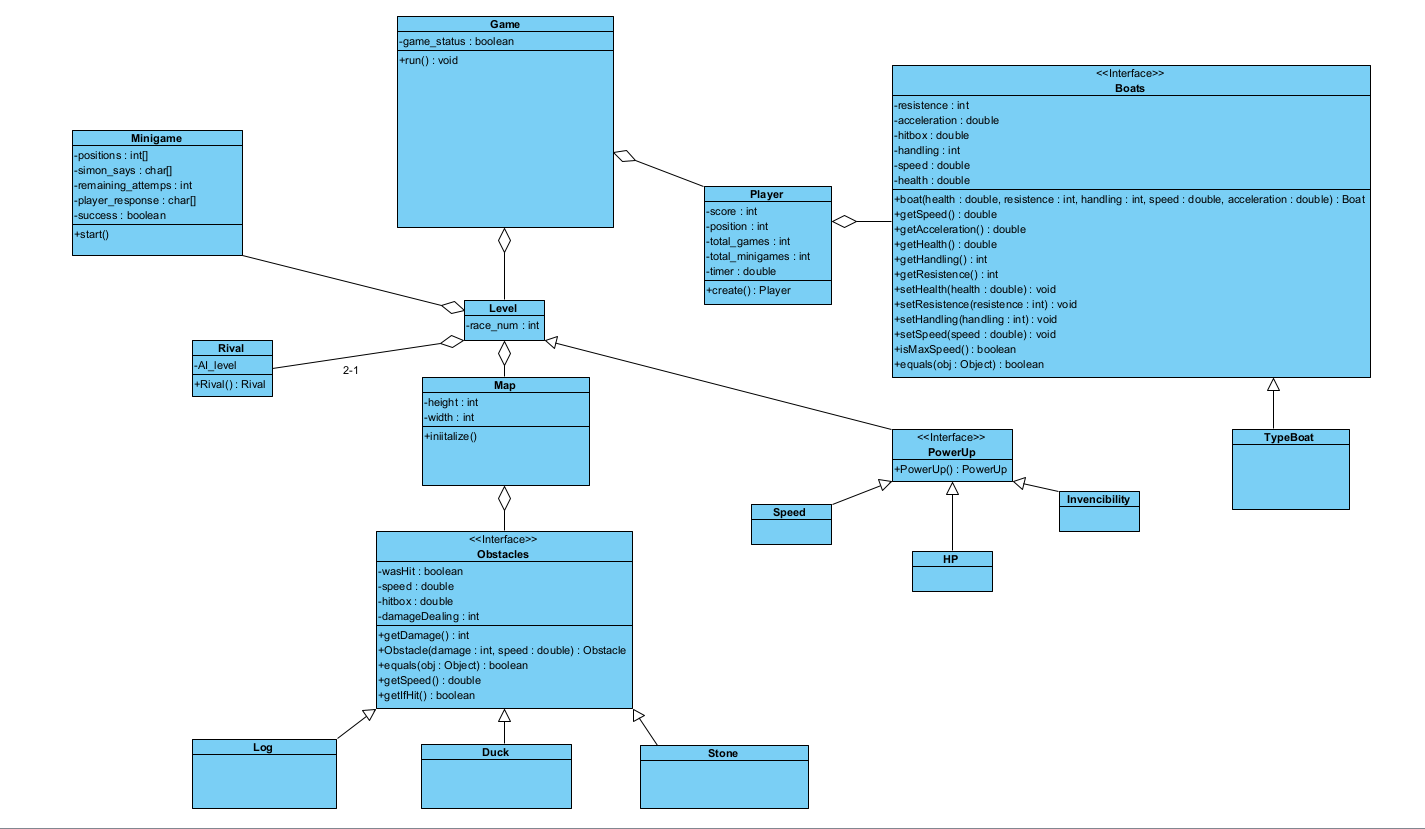 Game
-game_status : boolean
+run() : void
<<Interface>>
Boats
-resistence : int
-acceleration : double
-hitbox : double
-handling : int
-speed : double
-health : double
+boat(health : double, resistence : int, handling : int, speed : double, acceleration : double) : Boat
+getSpeed() : double
+getAcceleration() : double
+getHealth() : double
+getHandling() : int
+getResistence() : int
+setHealth(health : double) : void
+setResistence(resistence : int) : void
+setHandling(handling : int) : void
+setSpeed(speed : double) : void
+isMaxSpeed() : boolean
+equals(obj : Object) : boolean
Minigame
-positions : int[]
-simon_says : char[]
-remaining_attemps : int
-player_response : char[]
-success : boolean
+start()
Player
-score : int
-position : int
-total_games : int
-total_minigames : int
-timer : double
+create() : Player
Level
-race_num : int
Rival
-AI_level
+Rival() : Rival
2-1
Map
-height : int
-width : int
+iniitalize()
<<Interface>>
PowerUp
+PowerUp() : PowerUp
TypeBoat
Speed
HP
Invencibility
<<Interface>>
Obstacles
-wasHit : boolean
-speed : double
-hitbox : double
-damageDealing : int
+getDamage() : int
+Obstacle(damage : int, speed : double) : Obstacle
+equals(obj : Object) : boolean
+getSpeed() : double
+getIfHit() : boolean
Log
Duck
Stone